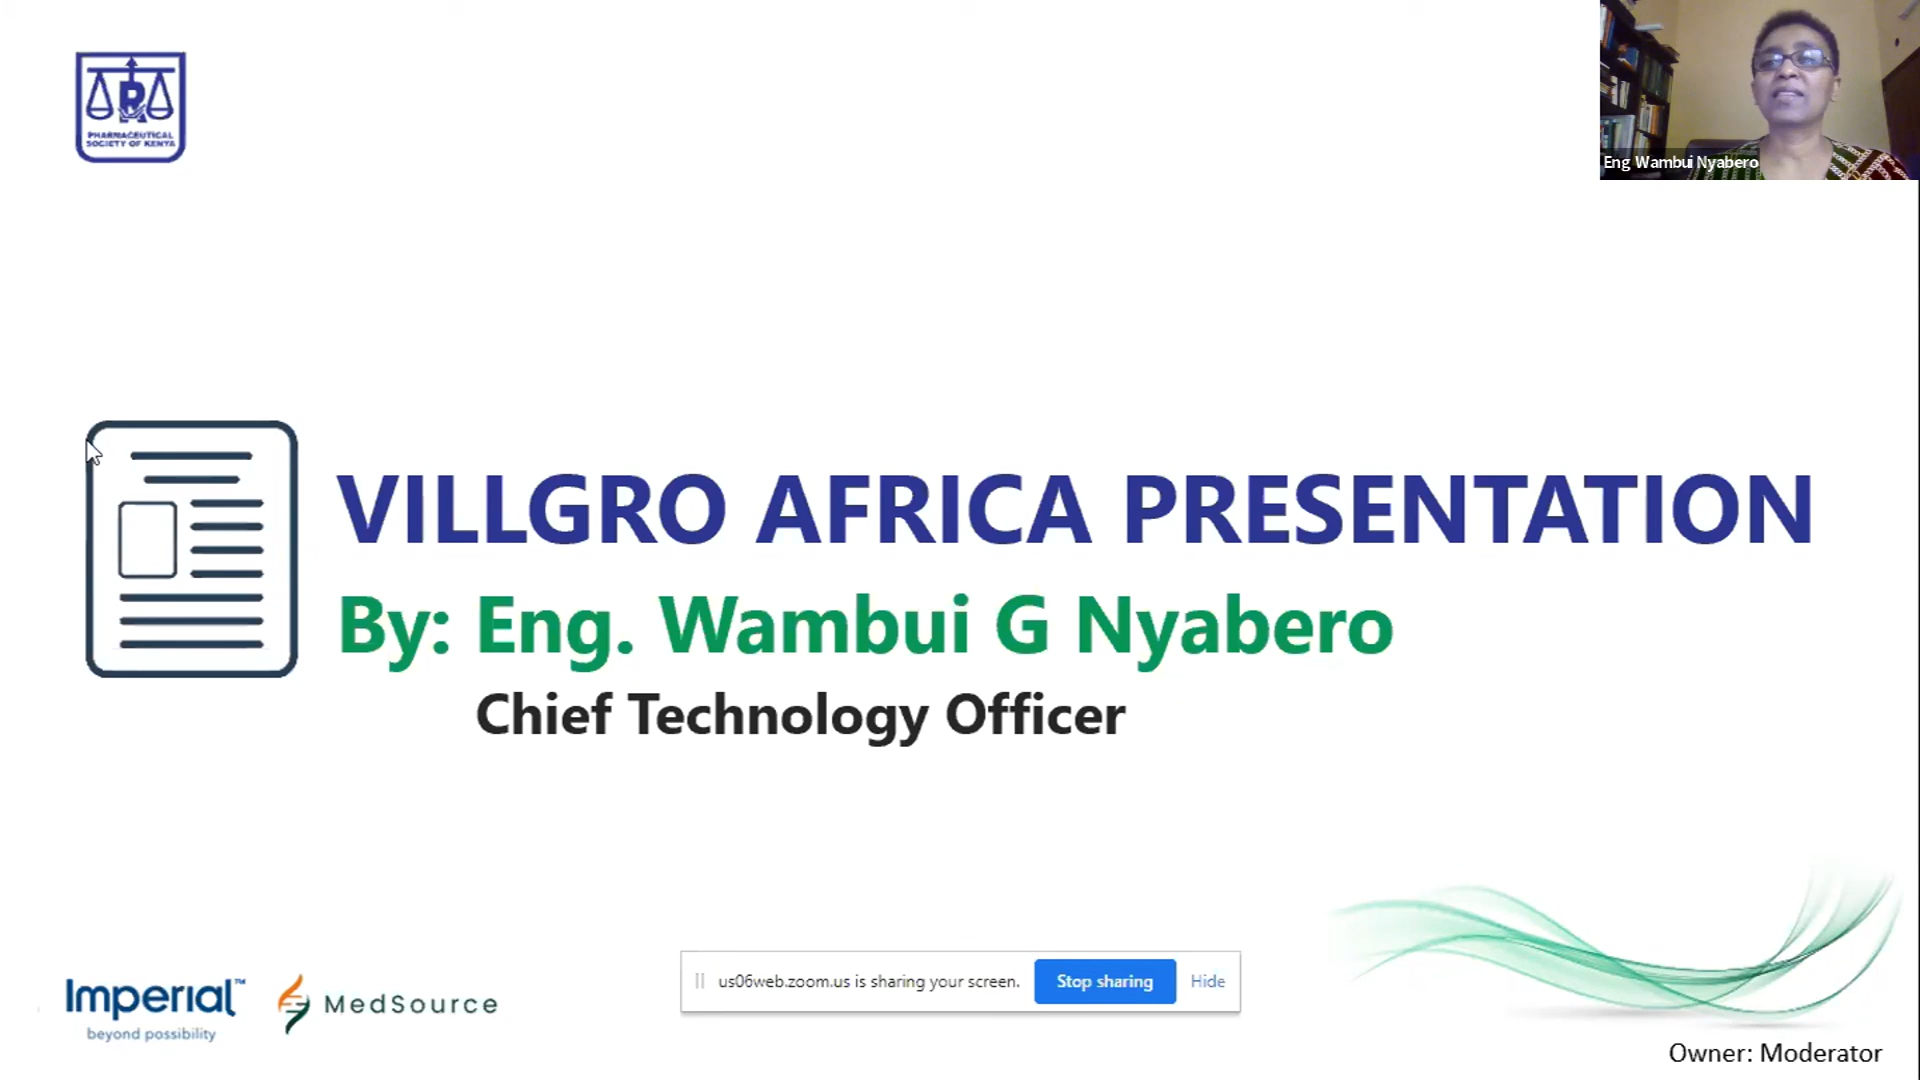 PHARMACEUTICAL
SOCIETY OF KENYA
Eng Wambui Nyabero
VILLGRO AFRICA PRESENTATION
By: Eng. Wambui G Nyabero
Chief Technology Officer
Imperial™
beyond possibility
MedSource
us06web.zoom.us is sharing your screen.
Stop sharing
Hide
Owner: Moderator